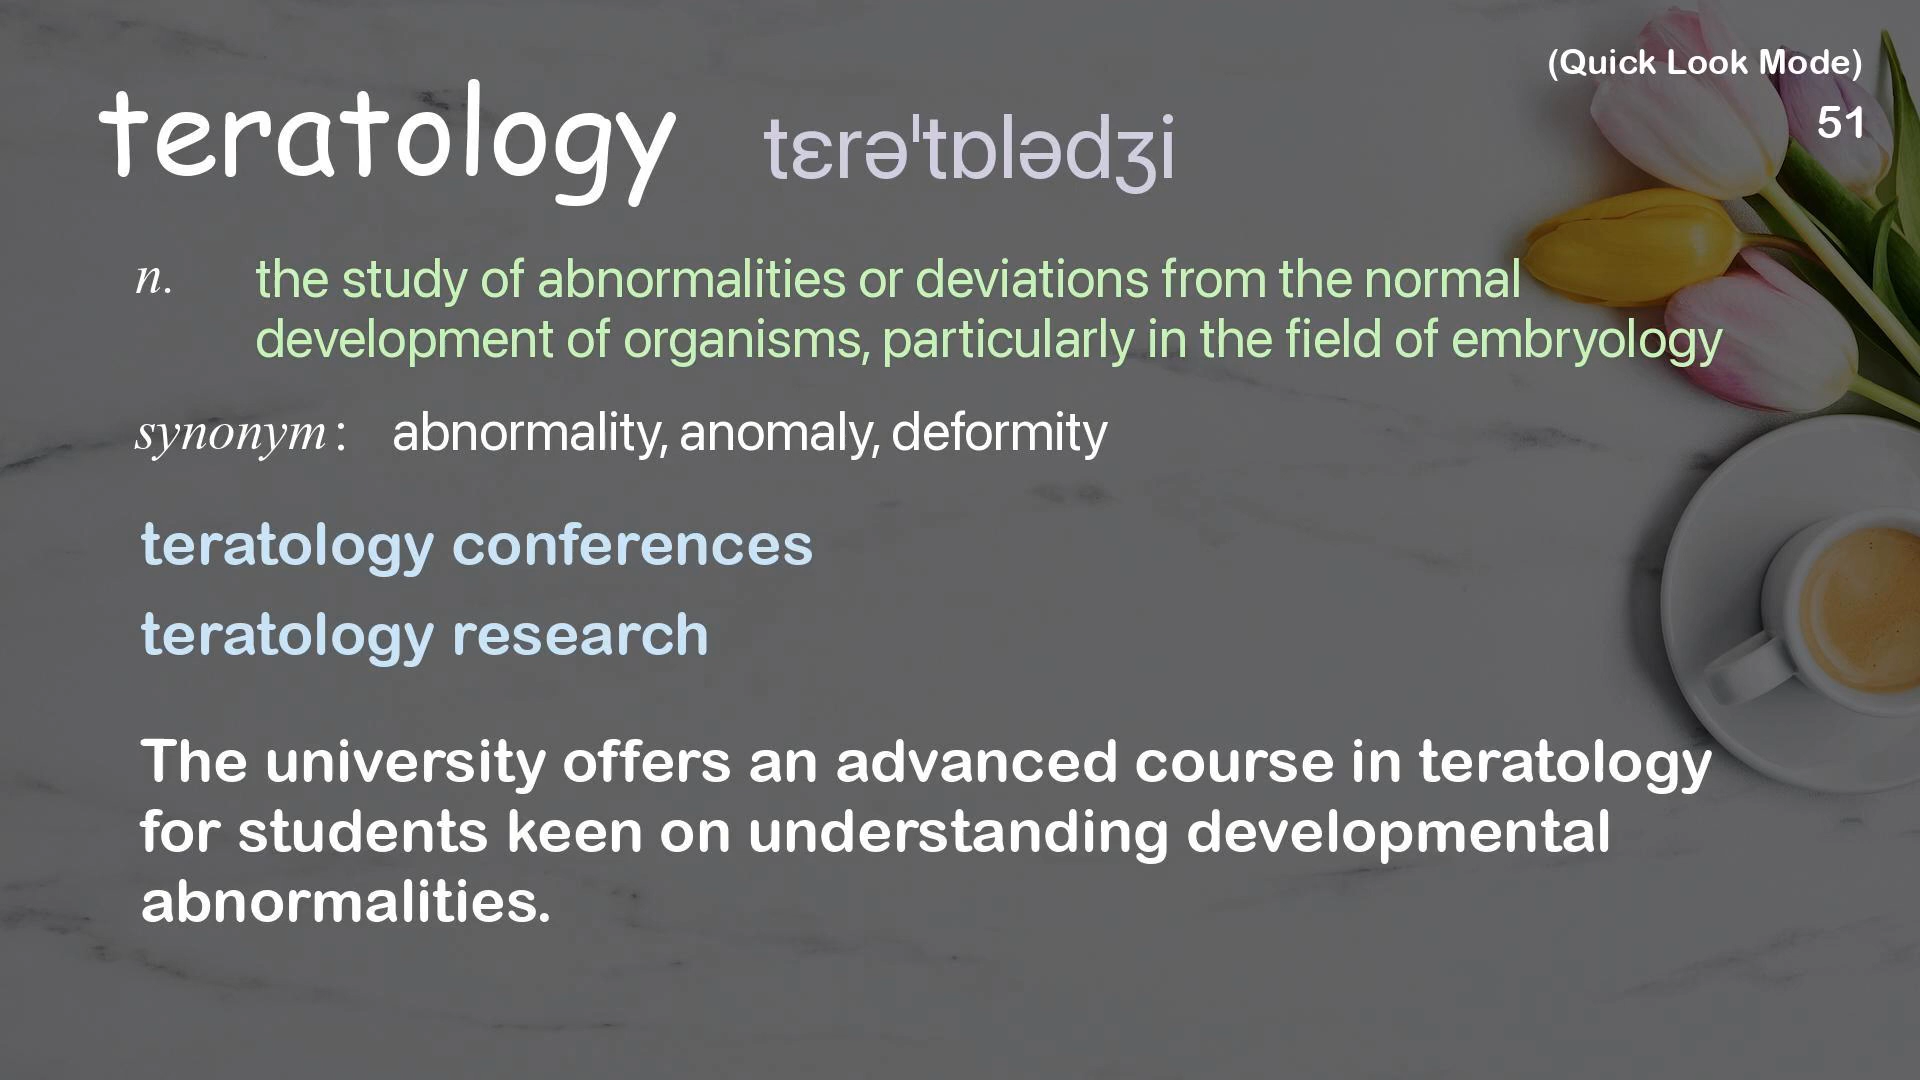 (Quick Look Mode)
51
teratology tɛrəˈtɒlədʒi
n. the study of abnormalities or deviations from the normal
development of organisms, particularly in the field of embryology
synonym: abnormality, anomaly, deformity
teratology conferences
teratology research
The university offers an advanced course in teratology
for students keen on understanding developmental
abnormalities.